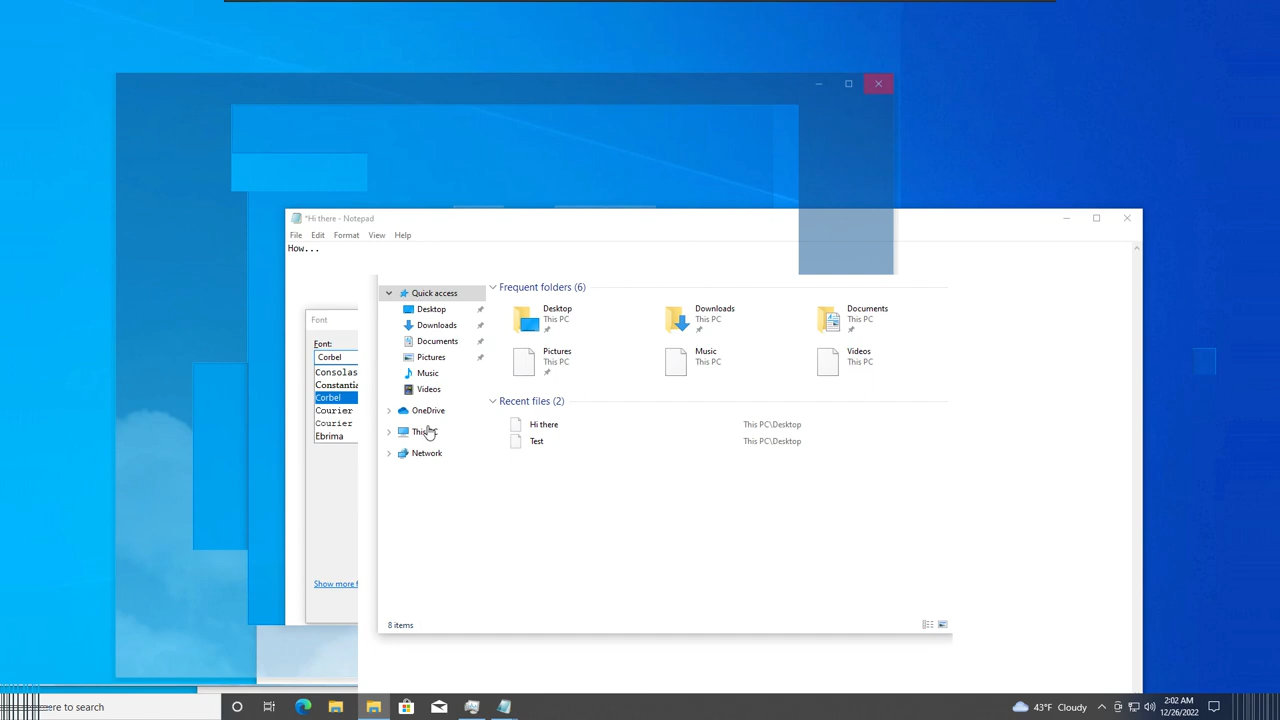 *Hi there - Notepad
File Edit Format View Help
How...
Quick access
Desktop
Downloads
Documents
Pictures
Music
Videos
OneDrive
Network
Frequent folders (6)
Desktop
This PC
Downloads
This PC
Documents
This PC
Pictures
This PC
Music
This PC
Videos
This PC
Recent files (2)
Hi there This PC\Desktop
Test This PC\Desktop
8 items
Font
Font:
Corbel
Consolas
Constantia
Corbel
Courier
Courier
Ebrima
Show more f
ere to search
43°F Cloudy
2:02 AM
12/26/2022